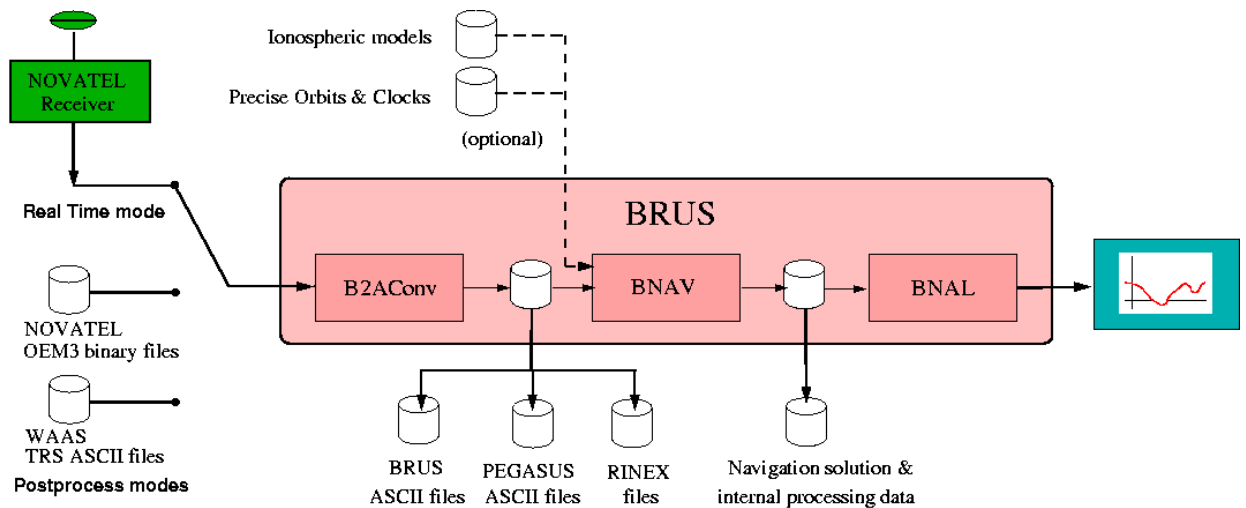 NOVATEL
Receiver
Ionospheric models
Precise Orbits & Clocks
(optional)
Real Time mode
BRUS
B2AConv
BNAV
BNAL
NOVATEL
OEM3 binary files
WAAS
TRS ASCII files
Postprocess modes
BRUS
ASCII files
PEGASUS
ASCII files
RINEX
files
Navigation solution &
internal processing data